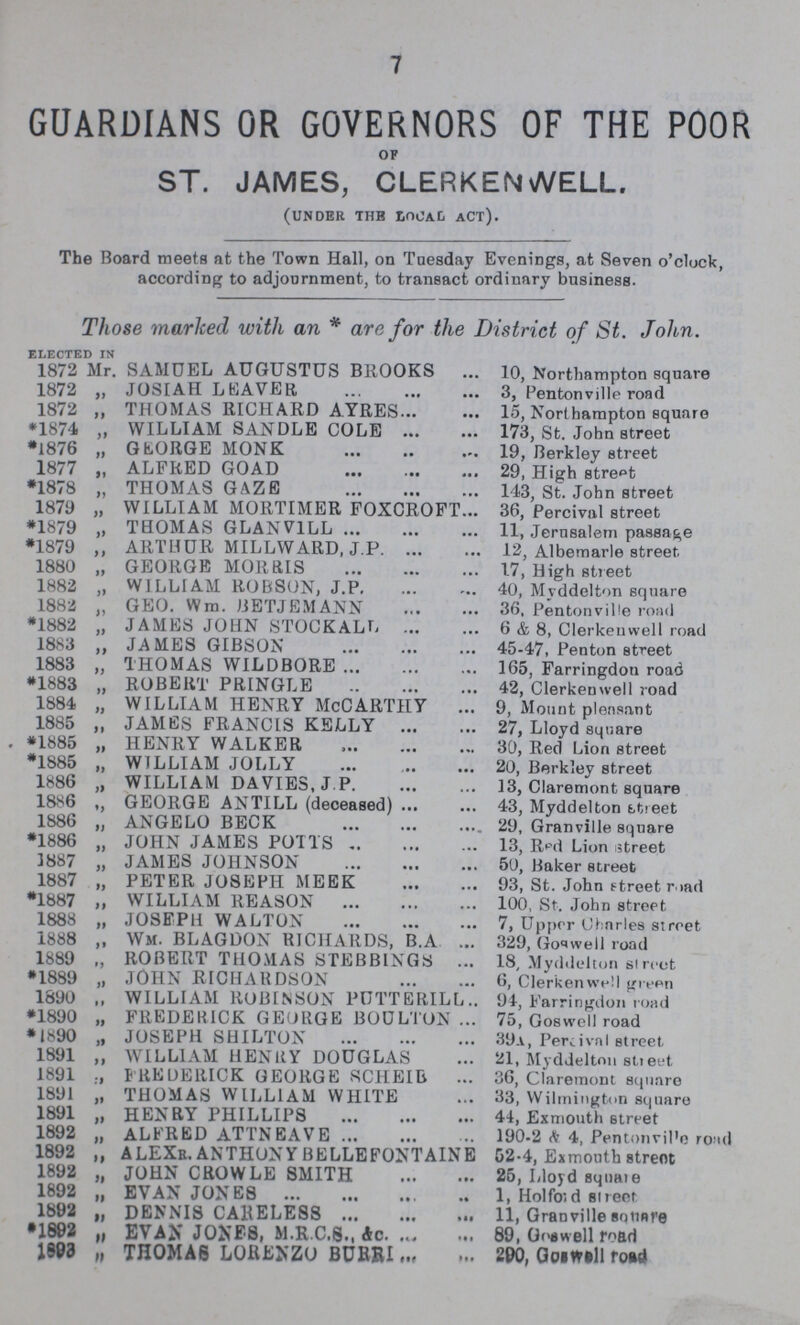 7
GUARDIANS OR GOVERNORS OF THE POOR
OF
ST. JAMES, CLERKENWELL.
(UNDER THE LOCAL ACT).
The Board meets at the Town Hall, on Tuesday Evenings, at Seven o'clock,
according to adjournment, to transact ordinary business.
Those marked with an * are for the District of St. John.
ELECTED IN
1872 Mr. SAMUEL AUGUSTUS BROOKS ... 10, Northampton square
1872 „ JOSIAH LEAVER ... ... ... 3, Pentonville road
1872 „ THOMAS RICHARD AYRES... ... 15, Northampton square
*1874 „ WILLIAM SANDLE COLE ... ... 173, St. John street
*1876 „ GEORGE MONK ... .. ... 19, Berkley street
1877 „ ALFRED GOAD ... ... ... 29, High street
*1878 „ THOMAS GAZE ... ... ... 143, St. John street
1879 „ WILLIAM MORTIMER FOXCROFT... 36, Percival street
*1879 „ THOMAS GLANVILL ... ... ... 11, Jerusalem passage
*1879 „ ARTHUR MILLWARD, J.P. ... ... 12, Albemarle street
1880 „ GEORGE MORRIS ... ... ... 17, High street
1882 „ WILLIAM ROBSON, J.P. ... ... 40, Myddelton square
1882 „ GEO. Wm. BETJEMANN ... ... 36, Pentonville road
*1882 „ JAMES JOHN STOCKALL ... ... 6 & 8, Clerkenwell road
1883 „ JAMES GIBSON ... ... ... 45-47, Penton street
1883 „ THOMAS WILDBORE ... ... ... 165, Farringdon road
*1883 „ ROBERT PRINGLE .. ... ... 42, Clerkenwell road
1884 „ WILLIAM HENRY McCARTHY ... 9, Mount pleasant
1885 „ JAMES FRANCIS KELLY ... ... 27, Lloyd square
*1885 „ HENRY WALKER ... ... ... 30, Red Lion street
*1885 „ WILLIAM JOLLY ... ... ... 20, Berkley street
1886 „ WILLIAM DAVIES, J.P. ... ... 13, Claremont square
1886 „ GEORGE ANTILL (deceased) ... ... 43, Myddelton street
1886 „ ANGELO BECK ... ... ... 29, Granville square
*1886 „ JOHN JAMES POTTS .. ... ... 13, Red Lion street
1887 „ JAMES JOHNSON ... ... ... 50, Baker street
1887 „ PETER JOSEPH MEEK ... ... 93, St. John street road
*1887 „ WILLIAM REASON ... ... ... 100, St. John street
1888 „ JOSEPH WALTON ... ... ... 7, Upper Charles street
1888 „ WM. BLAGDON RICHARDS, B.A. ... 329, Goswell road
1889 „ ROBERT THOMAS STEBBINGS ... 18, Myddelton street
*1889 „ JOHN RICHARDSON ... ... 6, Clerkenwell green
1890 „ WILLIAM ROBINSON PUTTERILL.. 94, Farringdon road
*1890 „ FREDERICK GEORGE BOULTON ... 75, Goswell road
*1890 „ JOSEPH SHILTON ... ... ... 39A, Percival street
1891 „ WILLIAM HENRY DOUGLAS ... 21, Myddelton street
1891 „ FREDERICK GEORGE SCHEIB ... 36, Claremont square
1891 „ THOMAS WILLIAM WHITE ... 33, Wilmington square
1891 „ HENRY PHILLIPS ... ... ... 44, Exmouth street
1892 „ ALFRED ATTNEAVE ... ... ... 190-2 & 4, Pentonville road
1892 „ ALEXR. ANTHONY BELLEFONTAINE 52-4, Exmouth street
1892 „ JOHN CROWLE SMITH ... ... 25, Lloyd square
1892 „ EVAN JONES ... ... ... .. 1, Holford street
1892 „ DENNIS CARELESS ... ... ... 11, Granville square
*1892 „ EVAN JONES, M.R.C.S., &c. ... ... 89, Goswell road
1893 „ THOMAS LORENZO BURRI ... ... 290, Goswell road